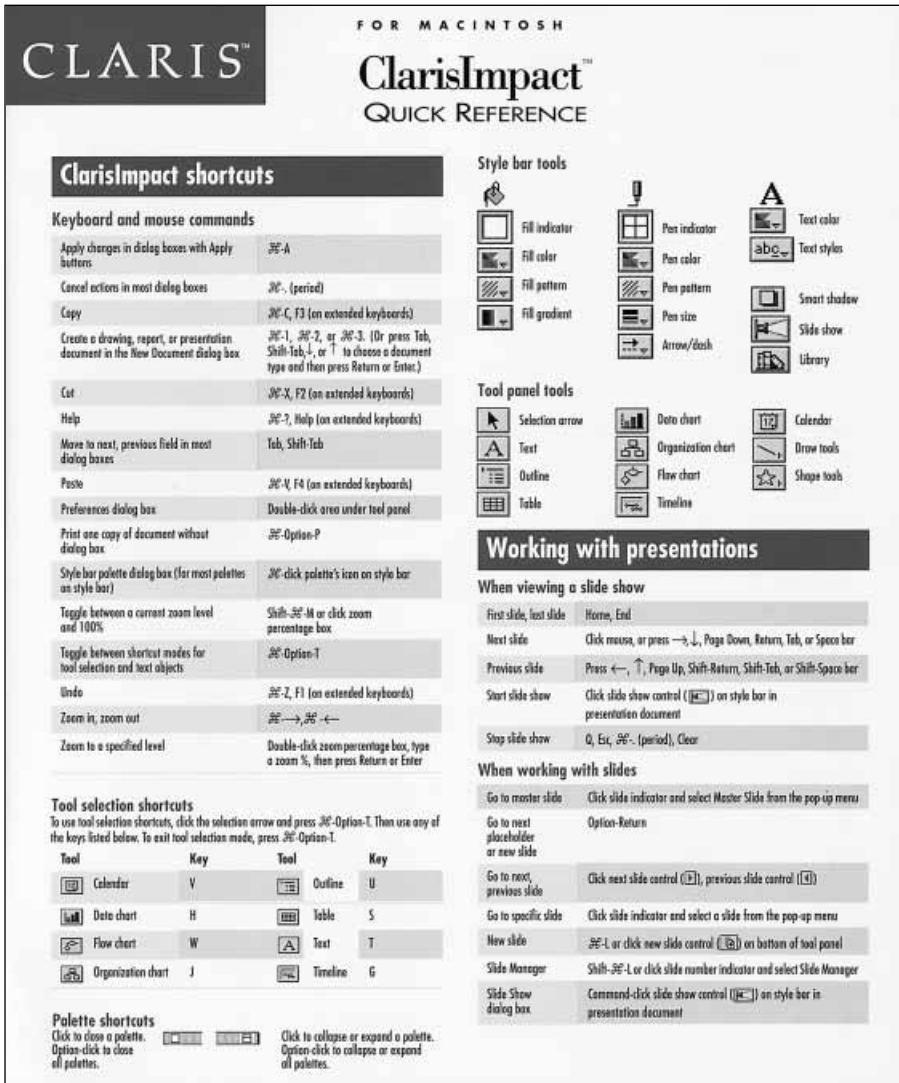 CLARIS™
FOR MACINTOSH
ClarisImpact™
QUICK REFERENCE
ClarisImpact shortcuts
Keyboard and mouse commands
Apply changes in dialog boxes with Apply
buttons
⌘-A
Cancel actions in most dialog boxes
⌘-. (period)
Copy
⌘-C, F3 (on extended keyboards)
Create a drawing, report, or presentation
document in the New Document dialog box
⌘-1, ⌘-2, or ⌘-3. (Or press Tab,
Shift-Tab,↓, or ↑ to choose a document
type and then press Return or Enter.)
Cut
⌘-X, F2 (on extended keyboards)
Help
⌘-?, Help (on extended keyboards)
Move to next, previous field in most
dialog boxes
Tab, Shift-Tab
Paste
⌘-V, F4 (on extended keyboards)
Preferences dialog box
Double-click area under tool panel
Print one copy of document without
dialog box
⌘-Option-P
Style bar palette dialog box (for most palettes
on style bar)
⌘-click palette's icon on style bar
Toggle between a current zoom level
and 100%
Shift-⌘-M or click zoom
percentage box
Toggle between shortcut modes for
tool selection and text objects
⌘-Option-T
Undo
⌘-Z, F1 (on extended keyboards)
Zoom in, zoom out
⌘-→,⌘-←
Zoom to a specified level
Double-click zoom percentage box, type
a zoom %, then press Return or Enter
Tool selection shortcuts
To use tool selection shortcuts, click the selection arrow and press ⌘-Option-T. Then use any of
the keys listed below. To exit tool selection mode, press ⌘-Option-T.
Tool Key Tool Key
Calendar V Outline U
Data chart H Table S
Flow chart W A Text T
Organization chart J Timeline G
Palette shortcuts
Click to close a palette.
Option-click to close
all palettes.
Click to collapse or expand a palette.
Option-click to collapse or expand
all palettes.
Style bar tools
A
Fill indicator
Pen indicator
Text color
Fill color
Pen color
abc Text styles
Fill pattern
Pen pattern
Smart shadow
Fill gradient
Pen size
Slide show
Arrow/dash
Library
Tool panel tools
Selection arrow
Data chart
12 Calendar
A Text
Organization chart
Draw tools
Outline
Flow chart
Shape tools
Table
Timeline
Working with presentations
When viewing a slide show
First slide, last slide
Home, End
Next slide
Click mouse, or press →,↓, Page Down, Return, Tab, or Space bar
Previous slide
Press ←, ↑, Page Up, Shift-Return, Shift-Tab, or Shift-Space bar
Start slide show
Click slide show control ( ) on style bar in
presentation document
Stop slide show
Q, Esc, ⌘-. (period), Clear
When working with slides
Go to master slide
Click slide indicator and select Master Slide from the pop-up menu
Go to next
placeholder
or new slide
Option-Return
Go to next,
previous slide
Click next slide control ( ), previous slide control ( )
Go to specific slide
Click slide indicator and select a slide from the pop-up menu
New slide
⌘-L or click new slide control ( ) on bottom of tool panel
Slide Manager
Shift-⌘-L or click slide number indicator and select Slide Manager
Slide Show
dialog box
Command-click slide show control ( ) on style bar in
presentation document